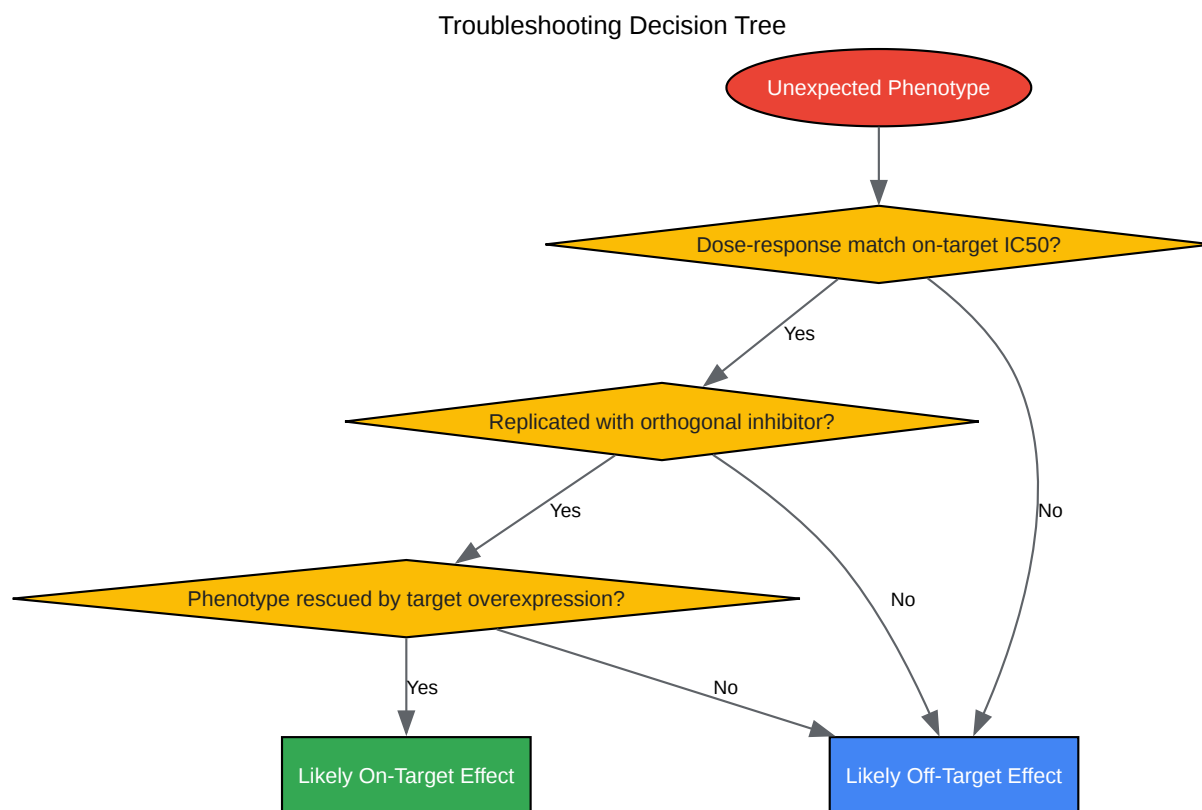 Troubleshooting Decision Tree
Unexpected Phenotype
Dose-response match on-target IC50?
Yes
Replicated with orthogonal inhibitor?
Yes
No
Phenotype rescued by target overexpression?
No
Yes
No
Likely On-Target Effect
Likely Off-Target Effect